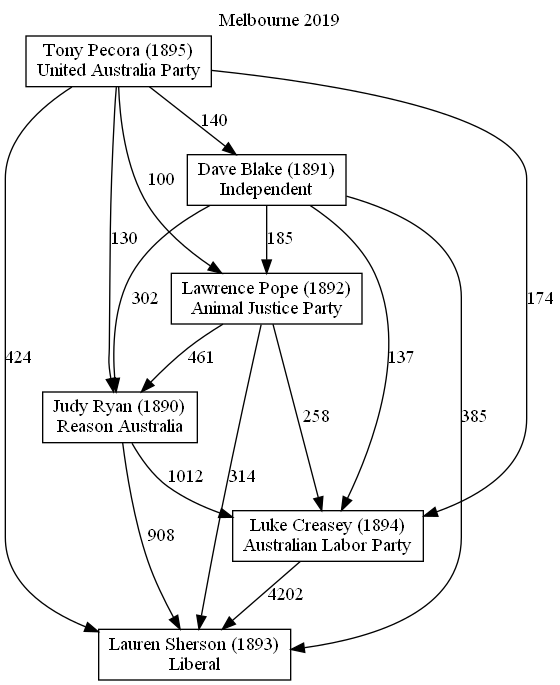 Melbourne 2019
Tony Pecora (1895)
United Australia Party
140
Dave Blake (1891)
Independent
100
130
185
302
174
Lawrence Pope (1892)
Animal Justice Party
424
461
137
Judy Ryan (1890)
Reason Australia
258
385
1012
314
908
Luke Creasey (1894)
Australian Labor Party
4202
Lauren Sherson (1893)
Liberal